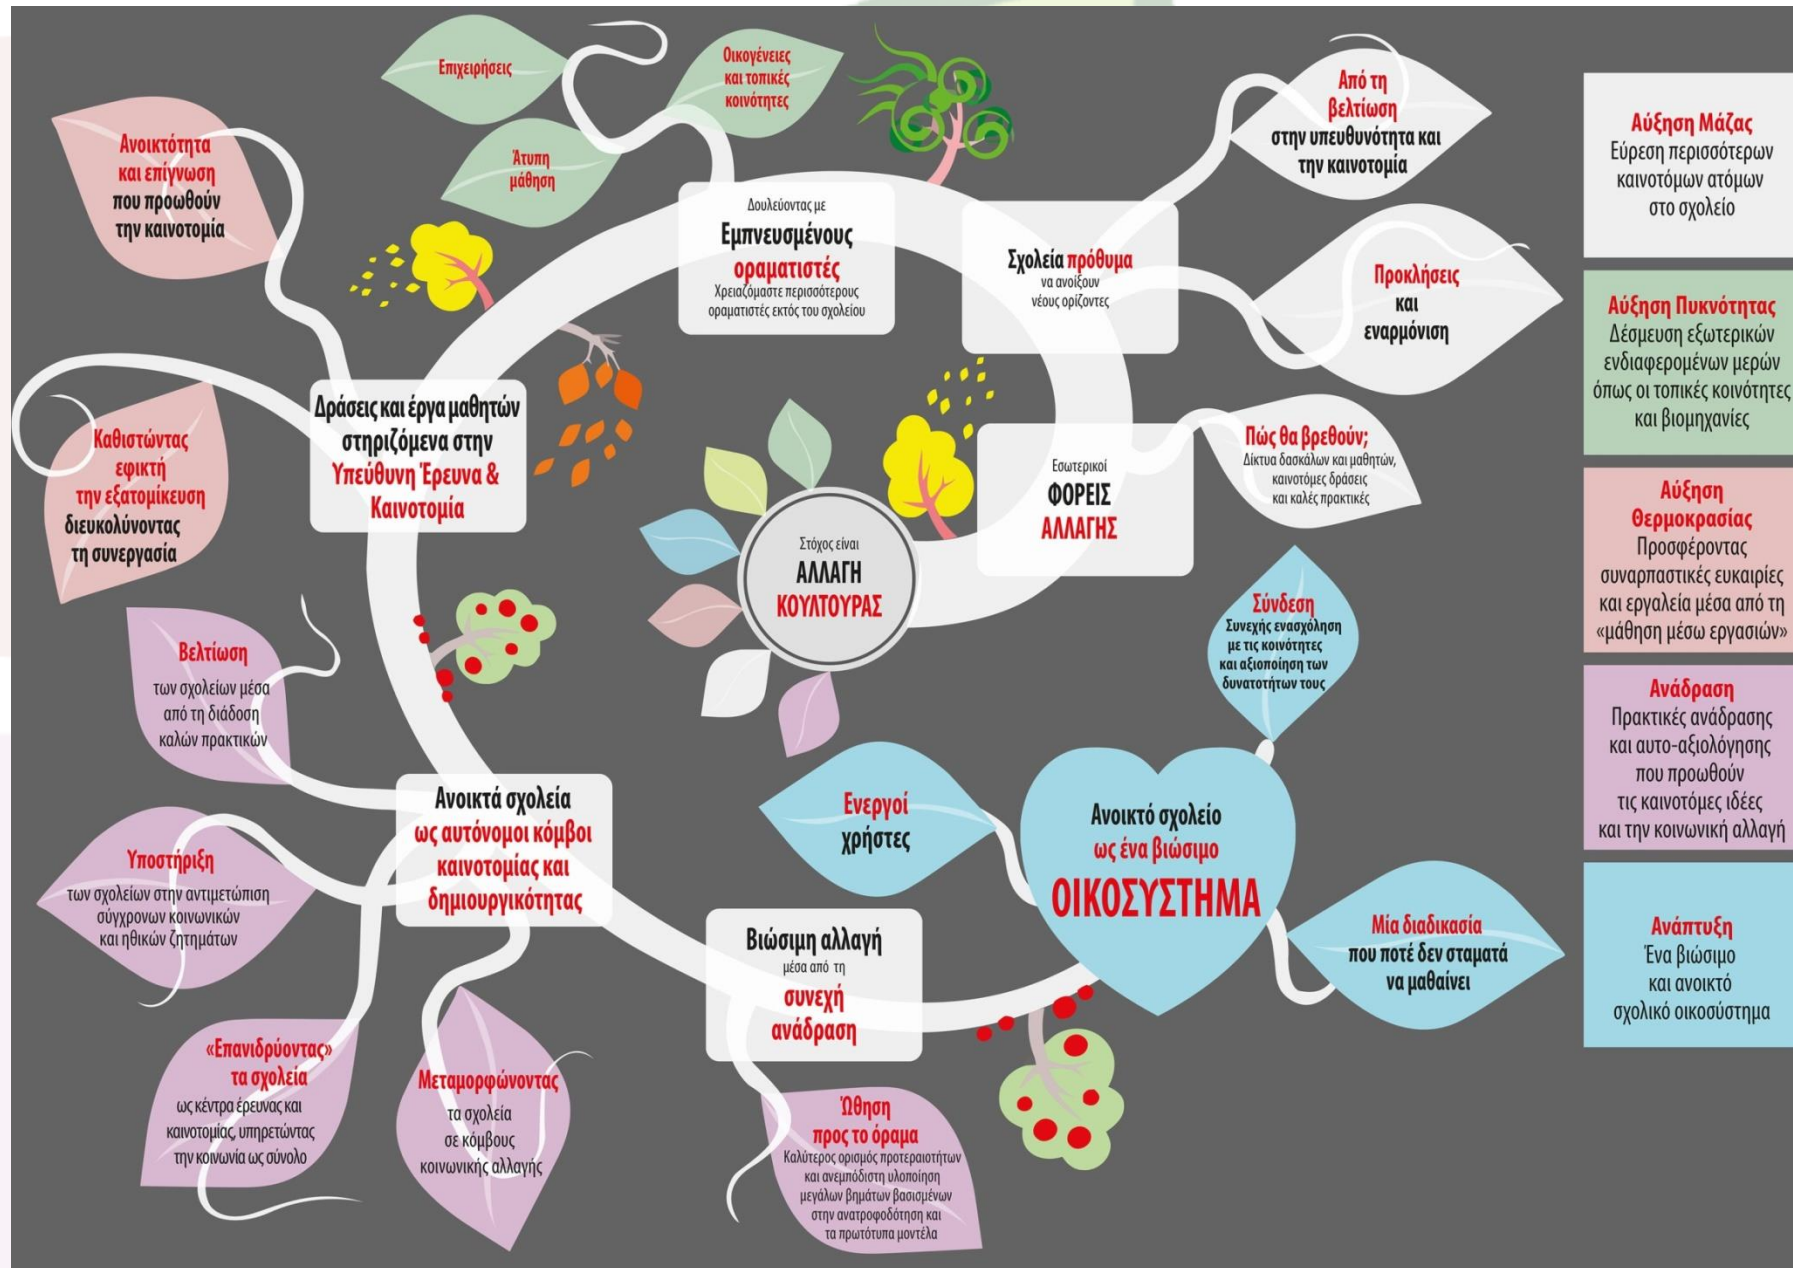 Επιχειρήσεις
Οικογένειες
και τοπικές
κοινότητες
Άτυπη
μάθηση
Ανοικτότητα
και επίγνωση
που προωθούν
την καινοτομία
Καθιστώντας
εφικτή
την εξατομίκευση
διευκολύνοντας
τη συνεργασία
Δουλεύοντας με
Εμπνευσμένους
οραματιστές
Χρειαζόμαστε περισσότερους
οραματιστές εκτός του σχολείου
Σχολεία πρόθυμα
να ανοίξουν
νέους ορίζοντες
Από τη
βελτίωση
στην υπευθυνότητα και
την καινοτομία
Προκλήσεις
και
εναρμόνιση
Δράσεις και έργα μαθητών
στηριζόμενα στην
Υπεύθυνη Έρευνα &
Καινοτομία
Εσωτερικοί
ΦΟΡΕΙΣ
ΑΛΛΑΓΗΣ
Πώς θα βρεθούν;
Δίκτυα δασκάλων και μαθητών,
καινοτόμες δράσεις
και καλές πρακτικές
Στόχος είναι
ΑΛΛΑΓΗ
ΚΟΥΛΤΟΥΡΑΣ
Σύνδεση
Συνεχής ενασχόληση
με τις κοινότητες
και αξιοποίηση των
δυνατοτήτων τους
Βελτίωση
των σχολείων μέσα
από τη διάδοση
καλών πρακτικών
Υποστήριξη
των σχολείων στην αντιμετώπιση
σύγχρονων κοινωνικών
και ηθικών ζητημάτων
Ανοικτά σχολεία
ως αυτόνομοι κόμβοι
καινοτομίας και
δημιουργικότητας
«Επανιδρύοντας»
τα σχολεία
ως κέντρα έρευνας και
καινοτομίας, υπηρετώντας
την κοινωνία ως σύνολο
Μεταμορφώνοντας
τα σχολεία
σε κόμβους
κοινωνικής αλλαγής
Βιώσιμη αλλαγή
μέσα από τη
συνεχή
ανάδραση
Ώθηση
προς το όραμα
Καλύτερος ορισμός προτεραιοτήτων
και ανεμπόδιστη υλοποίηση
μεγάλων βημάτων βασισμένων
στην ανατροφοδότηση και
τα πρωτότυπα μοντέλα
Ενεργοί
χρήστες
Ανοικτό σχολείο
ως ένα βιώσιμο
ΟΙΚΟΣΥΣΤΗΜΑ
Μία διαδικασία
που ποτέ δεν σταματά
να μαθαίνει
Αύξηση Μάζας
Εύρεση περισσότερων
καινοτόμων ατόμων
στο σχολείο
Αύξηση Πυκνότητας
Δέσμευση εξωτερικών
ενδιαφερομένων μερών
όπως οι τοπικές κοινότητες
και βιομηχανίες
Αύξηση
Θερμοκρασίας
Προσφέροντας
συναρπαστικές ευκαιρίες
και εργαλεία μέσα από τη
«μάθηση μέσω εργασιών»
Ανάδραση
Πρακτικές ανάδρασης
και αυτο-αξιολόγησης
που προωθούν
τις καινοτόμες ιδέες
και την κοινωνική αλλαγή
Ανάπτυξη
Ένα βιώσιμο
και ανοικτό
σχολικό οικοσύστημα